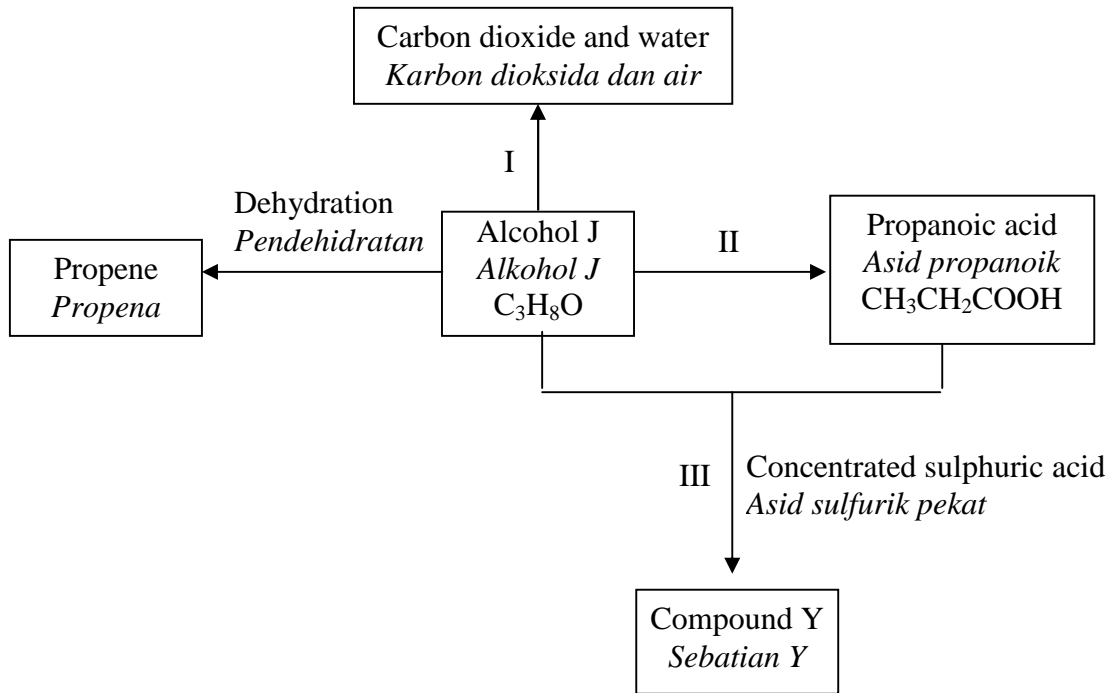 Carbon dioxide and water
Karbon dioksida dan air
I
Dehydration
Pendehidratan
Propene
Propena
Alcohol J
Alkohol J
C₃H₈O
II
Propanoic acid
Asid propanoik
CH₃CH₂COOH
III
Concentrated sulphuric acid
Asid sulfurik pekat
Compound Y
Sebatian Y